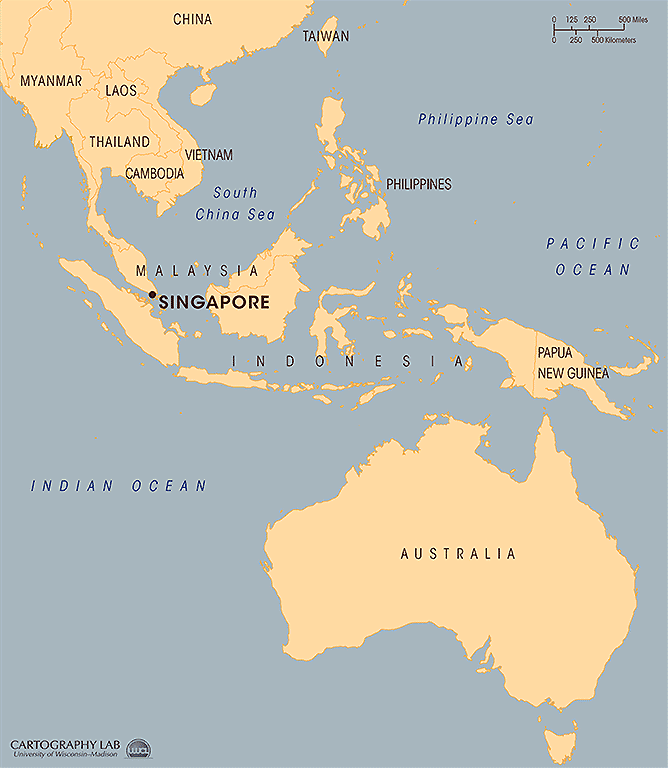 CHINA
TAIWAN
0 125 250 500 Miles
0 250 500 Kilometers
MYANMAR
LAOS
Philippine Sea
THAILAND
VIETNAM
CAMBODIA
PHILIPPINES
South
China Sea
PACIFIC
OCEAN
MALAYSIA
SINGAPORE
INDONESIA
PAPUA
NEW GUINEA
INDIAN OCEAN
AUSTRALIA
CARTOGRAPHY LAB
University of Wisconsin–Madison